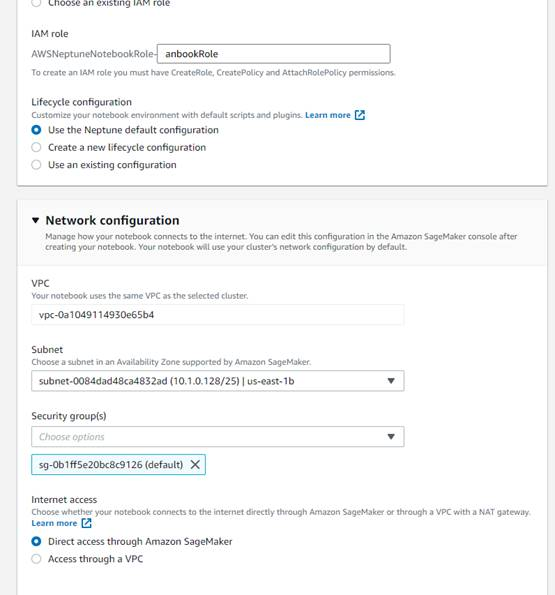 Choose an existing IAM role
IAM role
AWSNeptuneNotebookRole- anbookRole
To create an IAM role you must have CreateRole, CreatePolicy and AttachRolePolicy permissions.
Lifecycle configuration
Customize your notebook environment with default scripts and plugins. Learn more
Use the Neptune default configuration
Create a new lifecycle configuration
Use an existing configuration
Network configuration
Manage how your notebook connects to the internet. You can edit this configuration in the Amazon SageMaker console after
creating your notebook. Your notebook will use your cluster's network configuration by default.
VPC
Your notebook uses the same VPC as the selected cluster.
vpc-0a1049114930e65b4
Subnet
Choose a subnet in an Availability Zone supported by Amazon SageMaker.
subnet-0084dad48ca4832ad (10.1.0.128/25) | us-east-1b
Security group(s)
Choose options
sg-0b1ff5e20bc8c9126 (default)
Internet access
Choose whether your notebook connects to the internet directly through Amazon SageMaker or through a VPC with a NAT gateway.
Learn more
Direct access through Amazon SageMaker
Access through a VPC